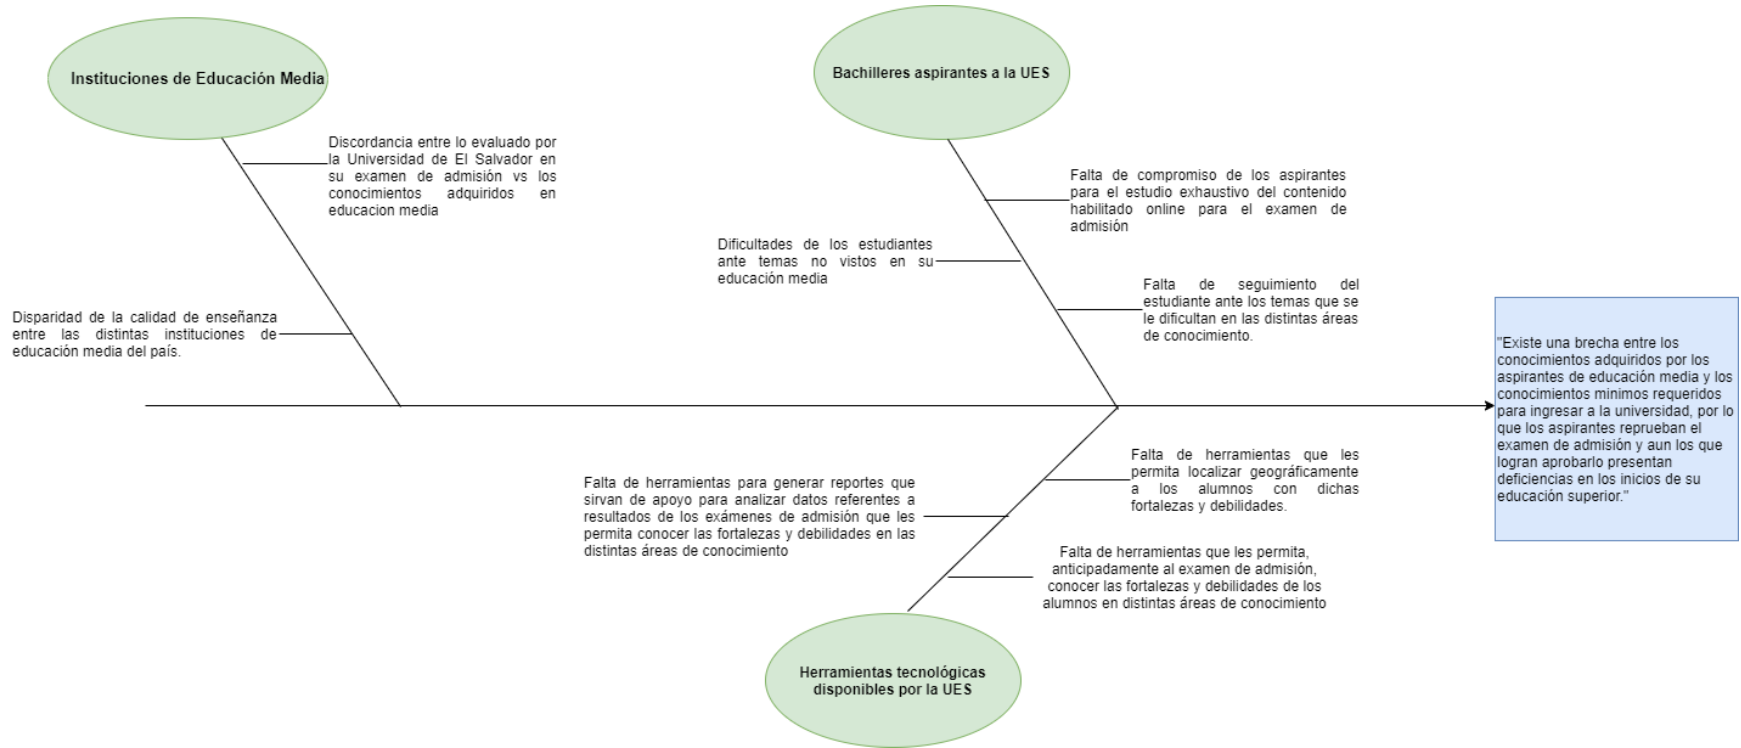 Instituciones de Educación Media
Discordancia entre lo evaluado por
la Universidad de El Salvador en
su examen de admisión vs los
conocimientos adquiridos en
educacion media
Disparidad de la calidad de enseñanza
entre las distintas instituciones de
educación media del país.
Bachilleres aspirantes a la UES
Falta de compromiso de los aspirantes
para el estudio exhaustivo del contenido
habilitado online para el examen de
admisión
Dificultades de los estudiantes
ante temas no vistos en su
educación media
Falta de seguimiento del
estudiante ante los temas que se
le dificultan en las distintas áreas
de conocimiento.
"Existe una brecha entre los
conocimientos adquiridos por los
aspirantes de educación media y los
conocimientos minimos requeridos
para ingresar a la universidad, por lo
que los aspirantes reprueban el
examen de admisión y aun los que
logran aprobarlo presentan
deficiencias en los inicios de su
educación superior."
Falta de herramientas que les
permita localizar geográficamente
a los alumnos con dichas
fortalezas y debilidades.
Falta de herramientas para generar reportes que
sirvan de apoyo para analizar datos referentes a
resultados de los exámenes de admisión que les
permita conocer las fortalezas y debilidades en las
distintas áreas de conocimiento
Falta de herramientas que les permita,
anticipadamente al examen de admisión,
conocer las fortalezas y debilidades de los
alumnos en distintas áreas de conocimiento
Herramientas tecnológicas
disponibles por la UES